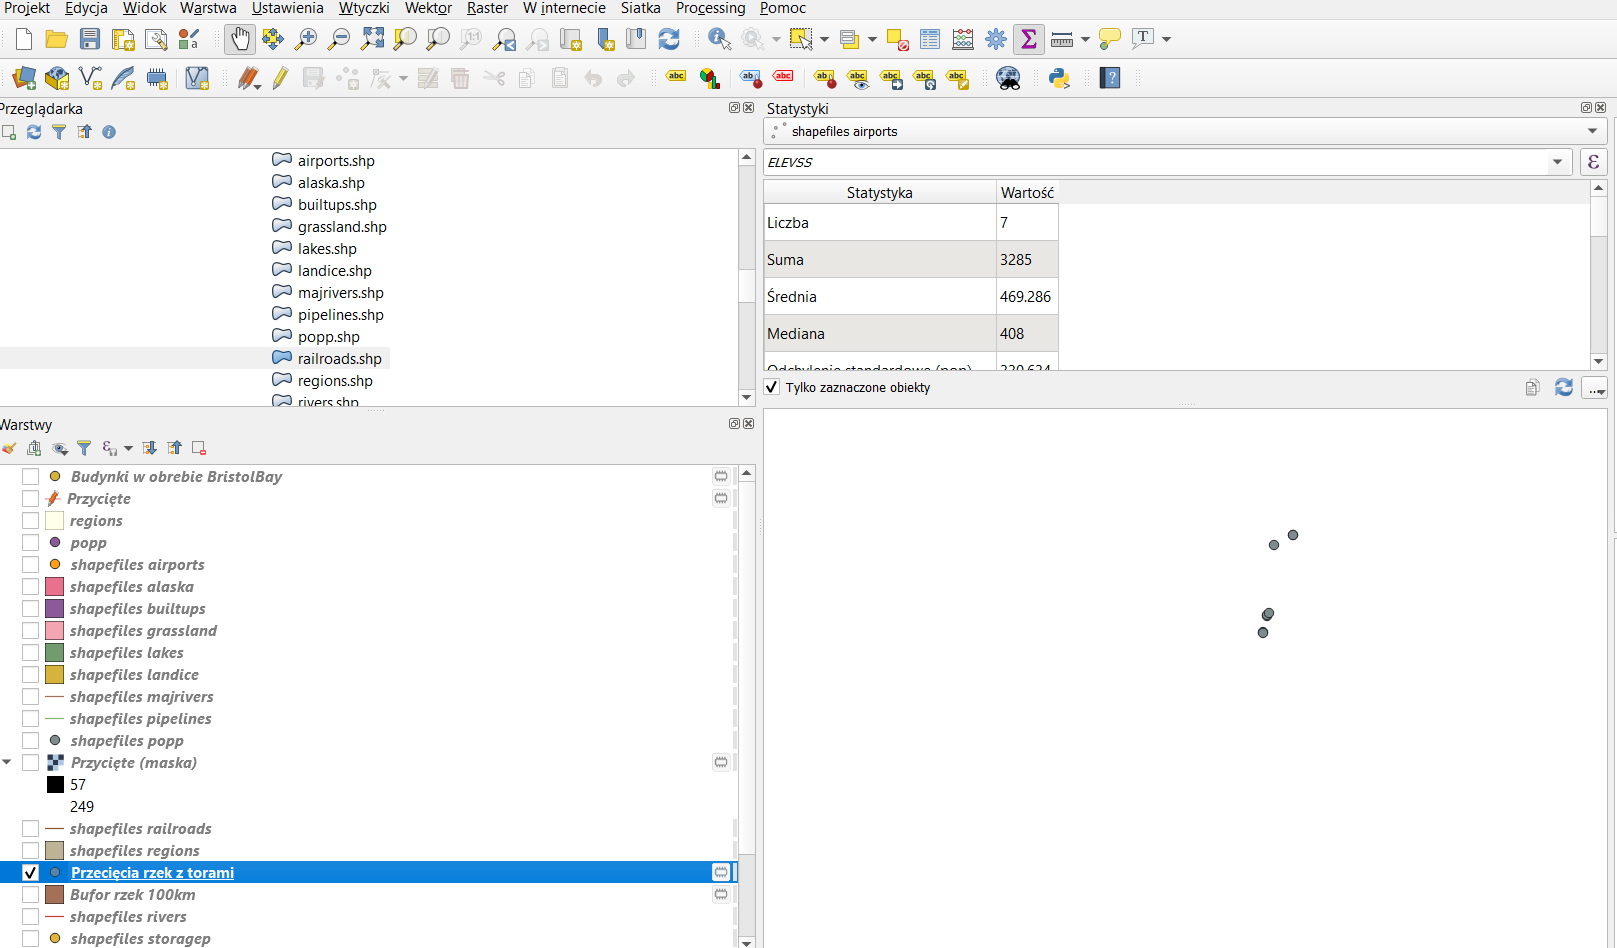 Projekt Edycja Widok Warstwa Ustawienia Wtyczki Wektor Raster W internecie Siatka Processing Pomoc
Przeglądarka
airports.shp
alaska.shp
builtups.shp
grassland.shp
lakes.shp
landice.shp
majrivers.shp
pipelines.shp
popp.shp
railroads.shp
regions.shp
rivers.shp
Statystyki
shapefiles airports
ELEVSS
Statystyka Wartość
Liczba 7
Suma 3285
Średnia 469.286
Mediana 408
Odchylenie standardowe (pop) 220.634
Tylko zaznaczone obiekty
Warstwy
Budynki w obrebie BristolBay
Przycięte
regions
popp
shapefiles airports
shapefiles alaska
shapefiles builtups
shapefiles grassland
shapefiles lakes
shapefiles landice
shapefiles majrivers
shapefiles pipelines
shapefiles popp
Przycięte (maska)
57
249
shapefiles railroads
shapefiles regions
Przecięcia rzek z torami
Bufor rzek 100km
shapefiles rivers
shapefiles storagep